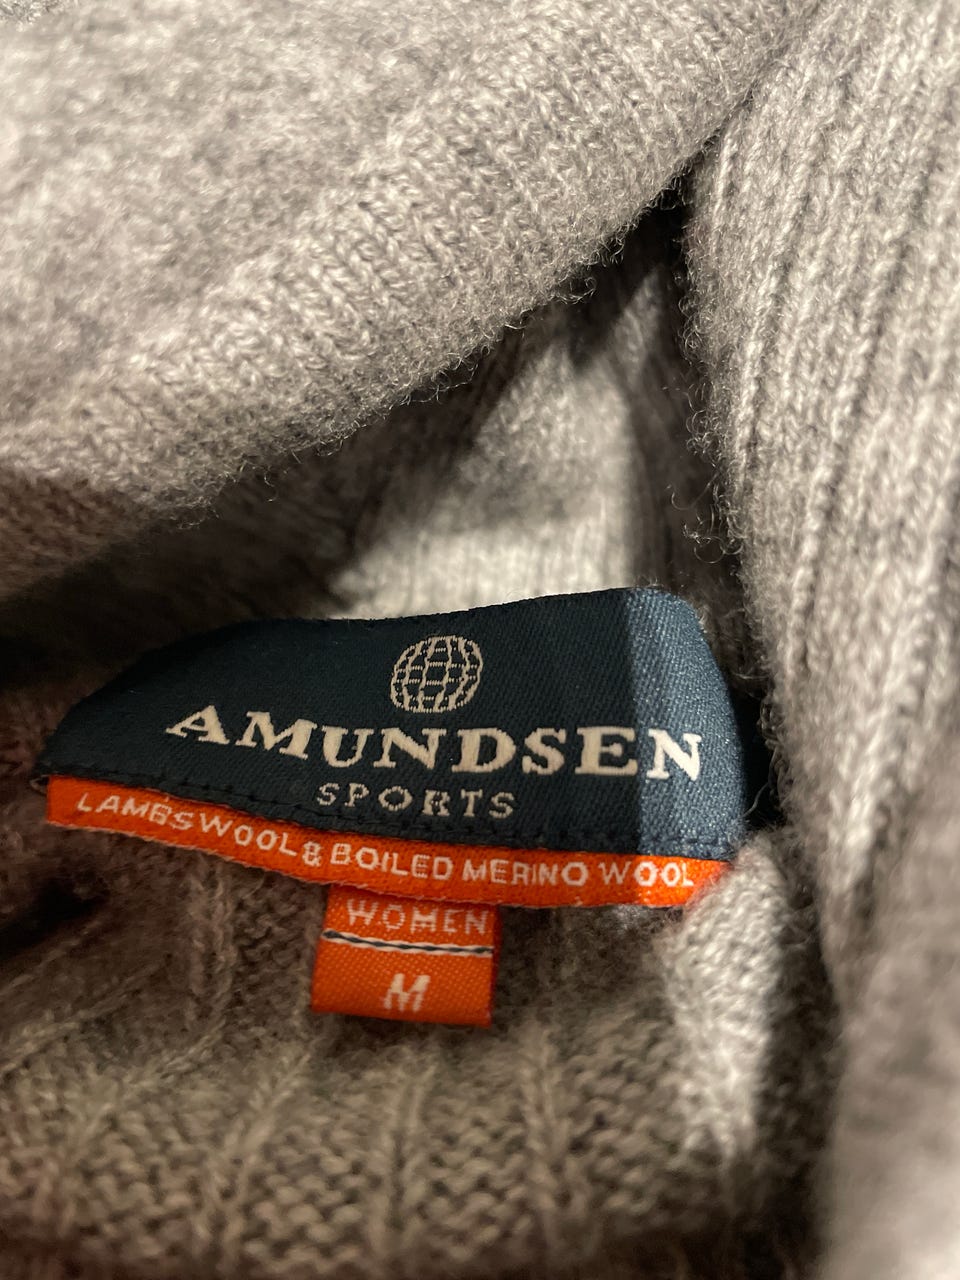 AMUNDSEN
SPORTS
LAMBSWOOL & BOILED MERINO WOOL
WOMEN
M